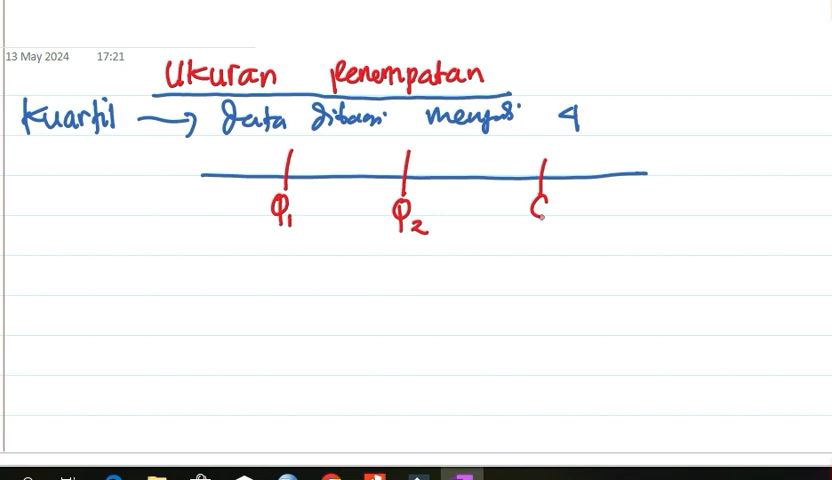 13 May 2024 17:21
Ukuran Penempatan
Kuartil → data dibagi menjadi 4
Q1 Q2